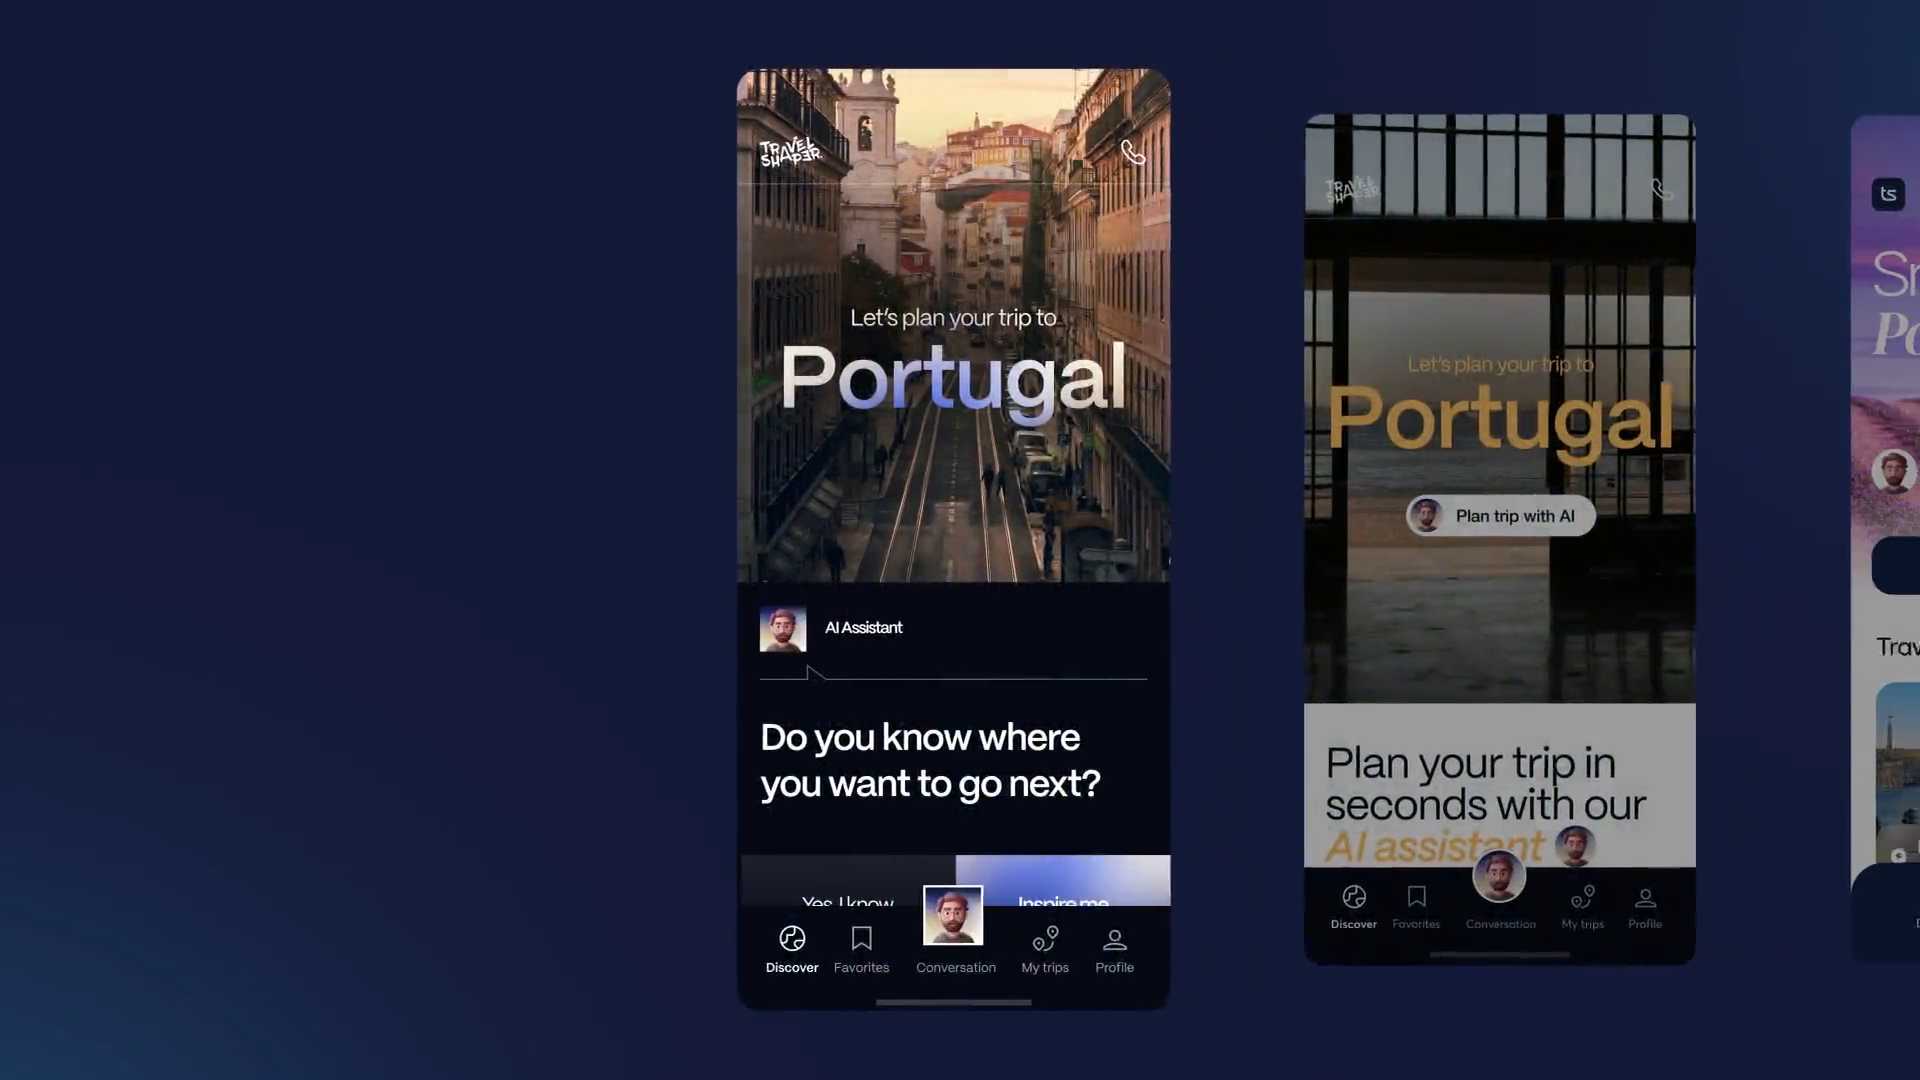 TRAVEL
SHAPER.
Let's plan your trip to
Portugal
AI Assistant
Do you know where
you want to go next?
Yes, I know
Inspire me
Discover
Favorites
Conversation
My trips
Profile
TRAVEL
SHAPER.
Let's plan your trip to
Portugal
Plan trip with AI
Plan your trip in
seconds with our
AI assistant
Discover
Favorites
Conversation
My trips
Profile
ts